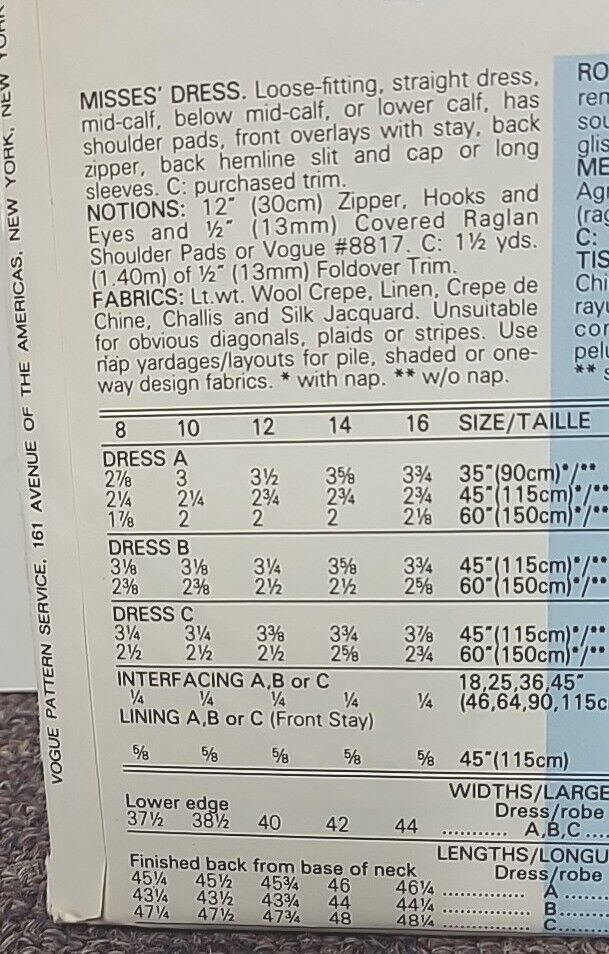 VOGUE PATTERN SERVICE, 161 AVENUE OF THE AMERICAS, NEW YORK, NEW YORK
MISSES' DRESS. Loose-fitting, straight dress,
mid-calf, below mid-calf, or lower calf, has
shoulder pads, front overlays with stay, back
zipper, back hemline slit and cap or long
sleeves. C: purchased trim.
NOTIONS: 12" (30cm) Zipper, Hooks and
Eyes and ½" (13mm) Covered Raglan
Shoulder Pads or Vogue #8817. C: 1½ yds.
(1.40m) of ½" (13mm) Foldover Trim.
FABRICS: Lt.wt. Wool Crepe, Linen, Crepe de
Chine, Challis and Silk Jacquard. Unsuitable
for obvious diagonals, plaids or stripes. Use
nap yardages/layouts for pile, shaded or one-
way design fabrics. * with nap. ** w/o nap.
8 10 12 14 16 SIZE/TAILLE
DRESS A
2⅞ 3 3½ 3⅝ 3¾ 35"(90cm)*/**
2¼ 2¼ 2¾ 2¾ 2¾ 45"(115cm)*/**
1⅞ 2 2 2 2⅛ 60"(150cm)*/**
DRESS B
3⅛ 3⅛ 3¼ 3⅝ 3¾ 45"(115cm)*/**
2⅜ 2⅜ 2½ 2½ 2⅝ 60"(150cm)*/**
DRESS C
3¼ 3¼ 3⅜ 3¾ 3⅞ 45"(115cm)*/**
2½ 2½ 2½ 2⅝ 2¾ 60"(150cm)*/**
INTERFACING A,B or C 18,25,36,45"
¼ ¼ ¼ ¼ ¼ (46,64,90,115c
LINING A,B or C (Front Stay)
⅝ ⅝ ⅝ ⅝ ⅝ 45"(115cm)
WIDTHS/LARGE
Lower edge Dress/robe
37½ 38½ 40 42 44 ........... A,B,C....
LENGTHS/LONGU
Finished back from base of neck Dress/robe
45¼ 45½ 45¾ 46 46¼ ............... A........
43¼ 43½ 43¾ 44 44¼ ............... B........
47¼ 47½ 47¾ 48 48¼ ............... C........
RO
ren
sou
glis
ME
Agr
(rag
C:
TIS
Chi
rayu
cor
pelu
** s